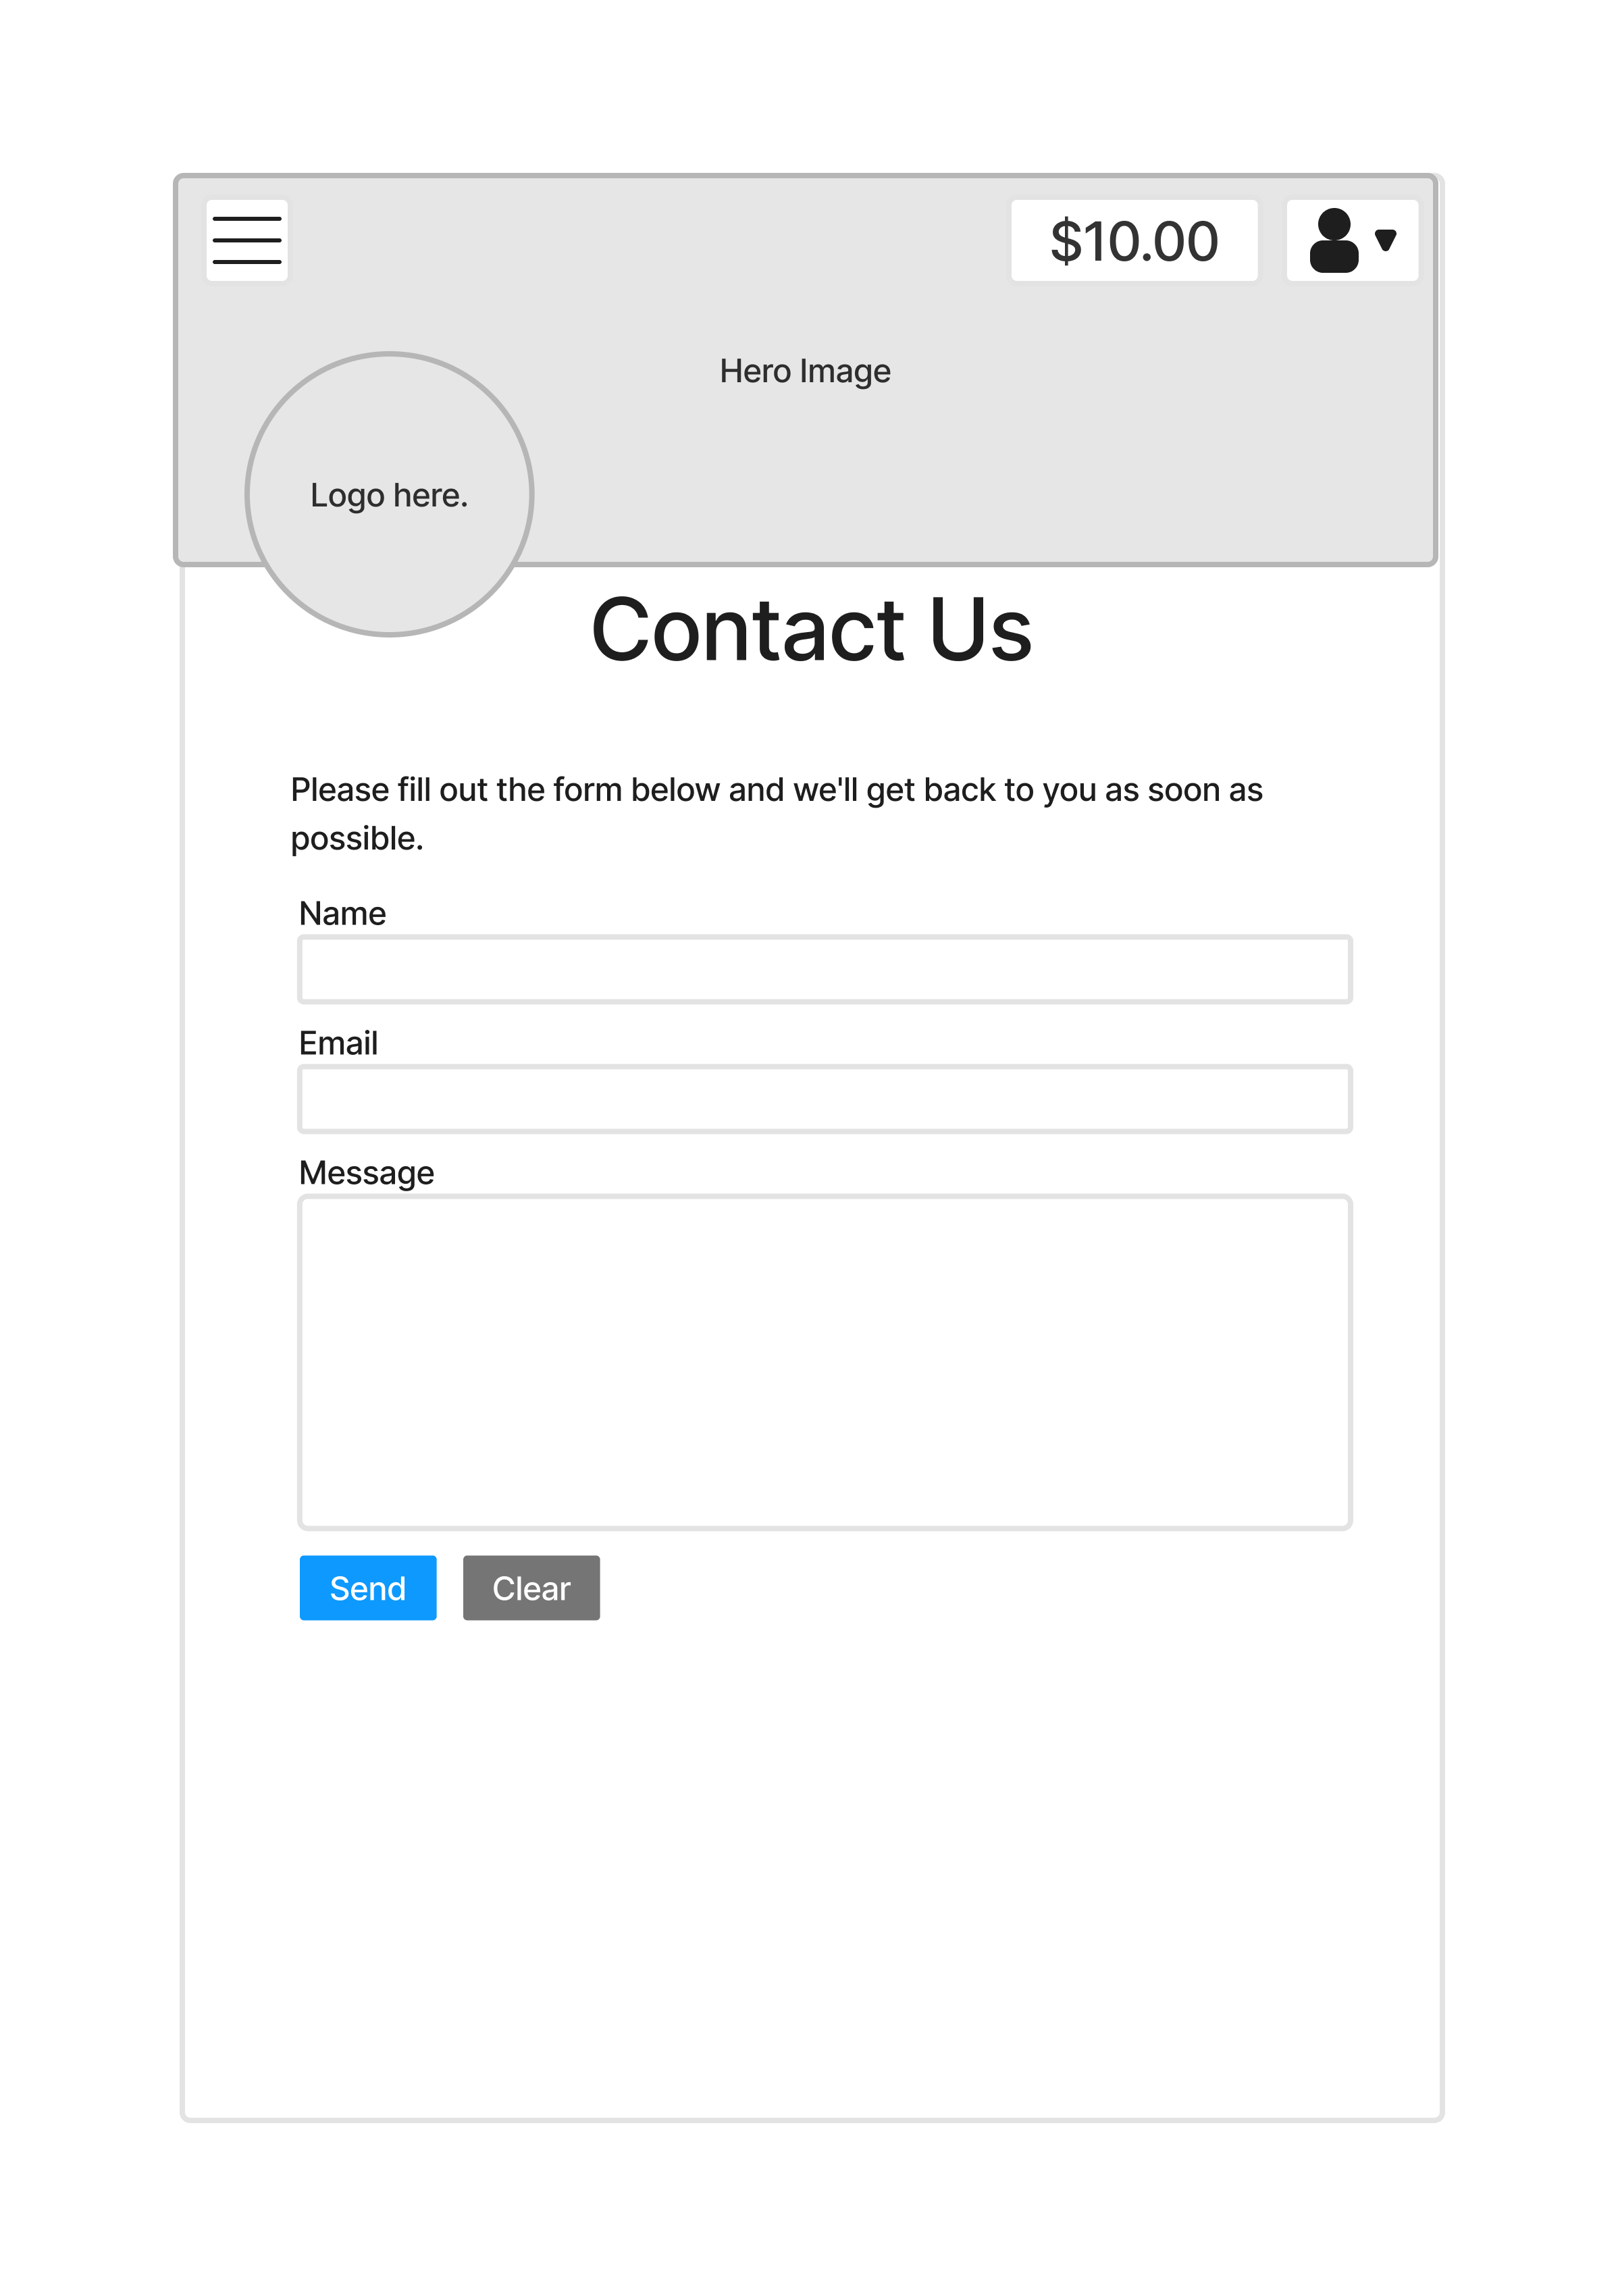 $10.00
Hero Image
Logo here.
Contact Us
Please fill out the form below and we'll get back to you as soon as
possible.
Name
Email
Message
Send
Clear